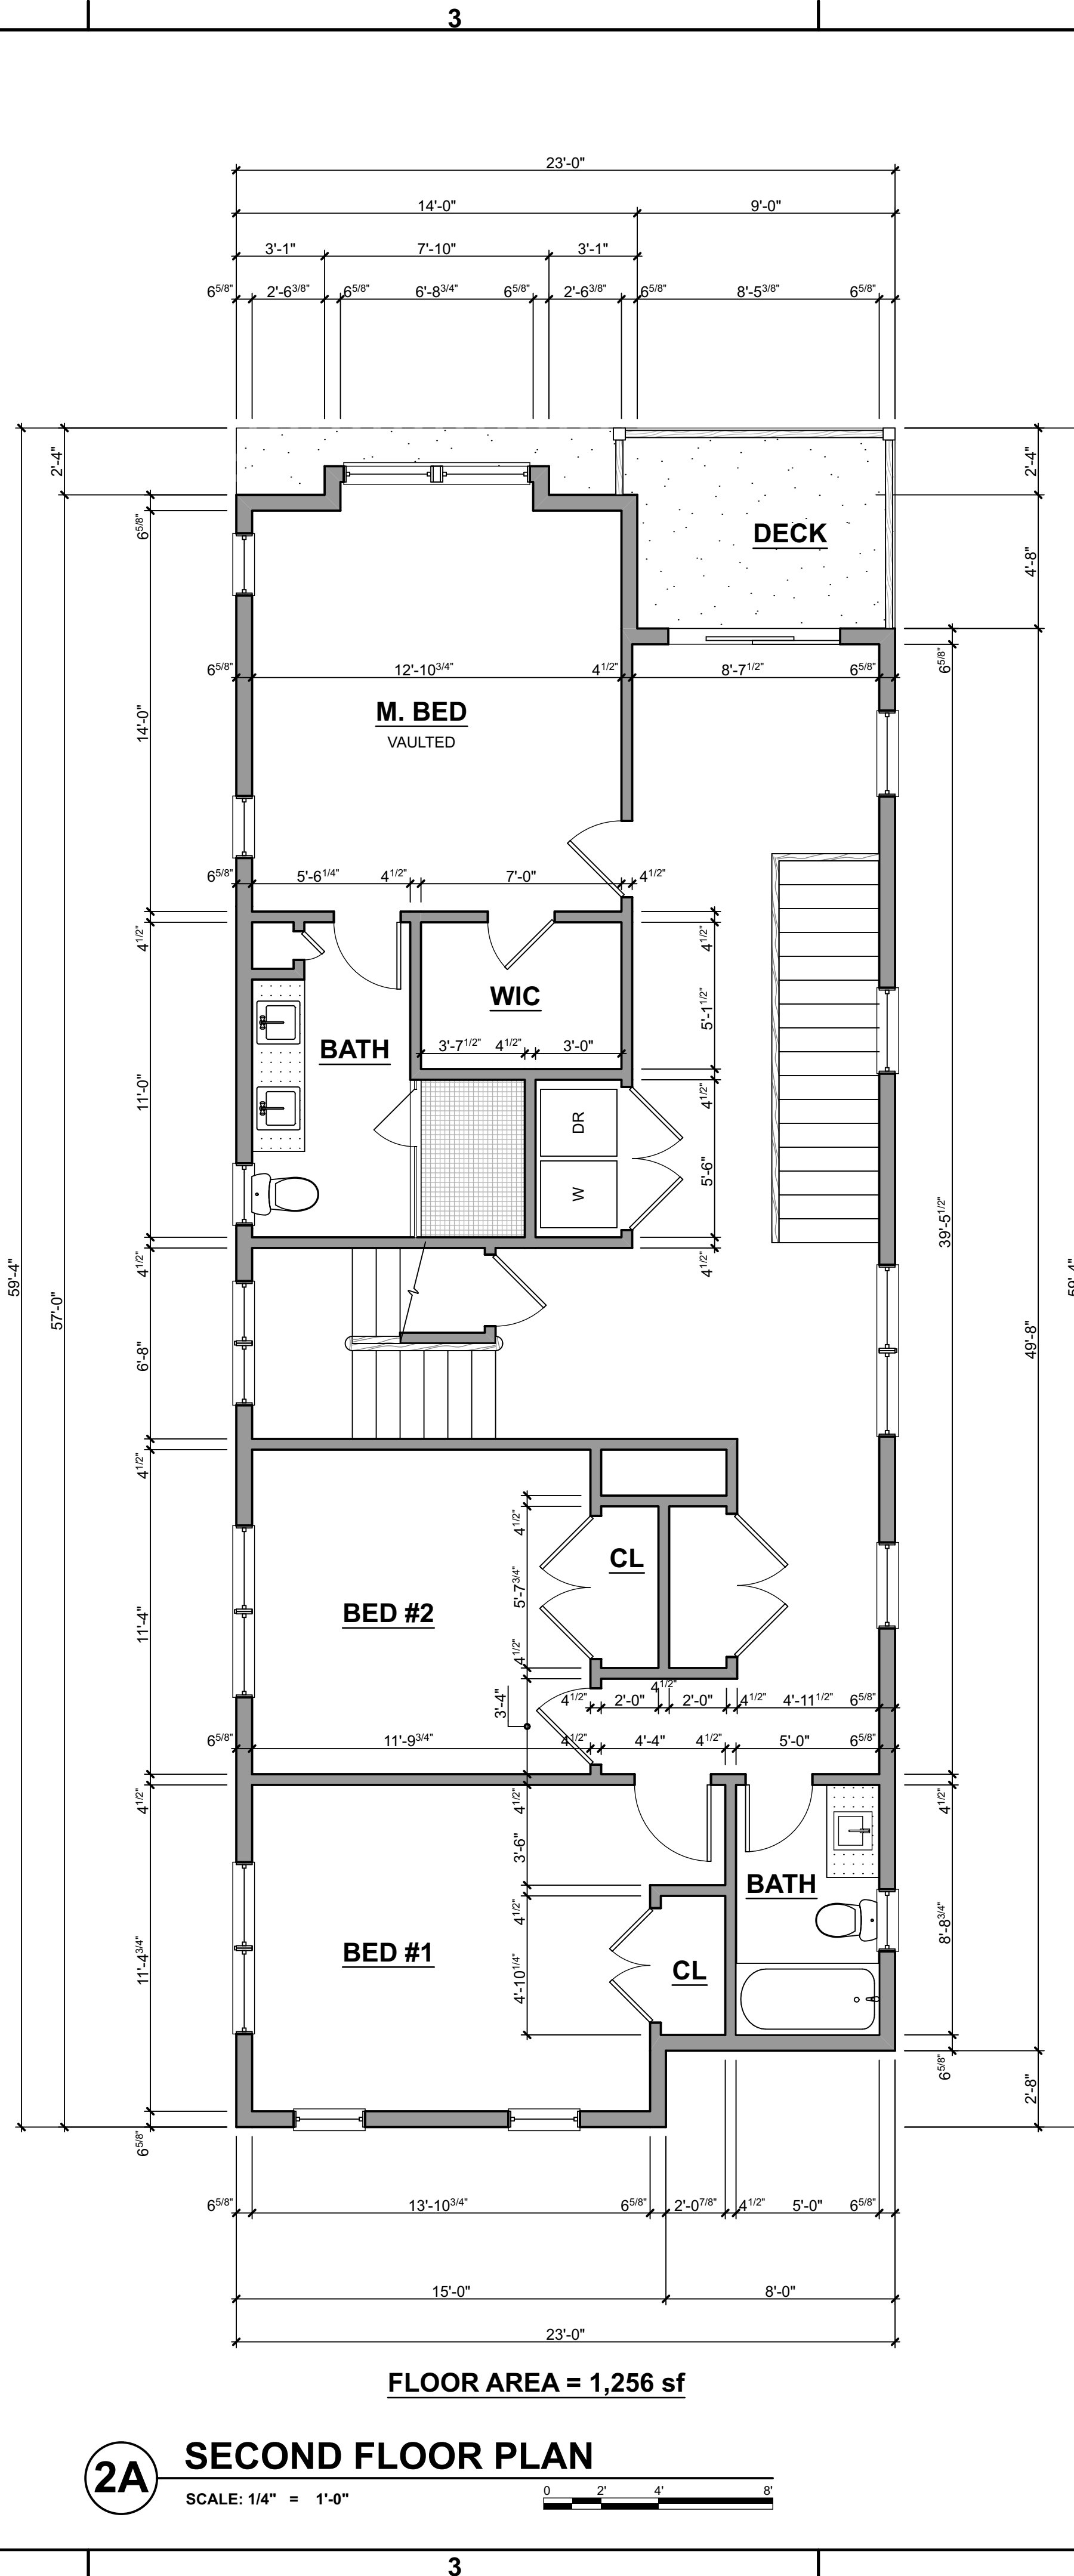 3
23'-0"
14'-0" 9'-0"
3'-1" 7'-10" 3'-1"
6 5/8" 2'-6 3/8" 6 5/8" 6'-8 3/4" 6 5/8" 2'-6 3/8" 6 5/8" 8'-5 3/8" 6 5/8"
2'-4" 2'-4"
DECK
6 5/8" 4'-8"
6 5/8" 12'-10 3/4" 4 1/2" 8'-7 1/2" 6 5/8" 6 5/8"
M. BED
VAULTED
14'-0"
6 5/8" 5'-6 1/4" 4 1/2" 7'-0" 4 1/2"
4 1/2" 4 1/2"
WIC
5'-1 1/2"
BATH
3'-7 1/2" 4 1/2" 3'-0"
11'-0" 4 1/2"
DR
W
5'-6"
39'-5 1/2"
4 1/2" 4 1/2"
59'-4"
57'-0"
59'-4"
6'-8"
49'-8"
4 1/2"
4 1/2"
CL
5'-7 3/4"
BED #2
11'-4"
4 1/2"
4 1/2"
3'-4"
4 1/2" 2'-0" 2'-0" 4 1/2" 4'-11 1/2" 6 5/8"
6 5/8" 11'-9 3/4" 4 1/2" 4'-4" 4 1/2" 5'-0" 6 5/8"
4 1/2" 4 1/2" 4 1/2"
3'-6"
BATH
4 1/2"
8'-8 3/4"
BED #1
11'-4 3/4"
CL
4'-10 1/4"
6 5/8"
2'-8"
6 5/8"
6 5/8" 13'-10 3/4" 6 5/8" 2'-0 7/8" 4 1/2" 5'-0" 6 5/8"
15'-0" 8'-0"
23'-0"
FLOOR AREA = 1,256 sf
2A
SECOND FLOOR PLAN
SCALE: 1/4" = 1'-0"
0 2' 4' 8'
3